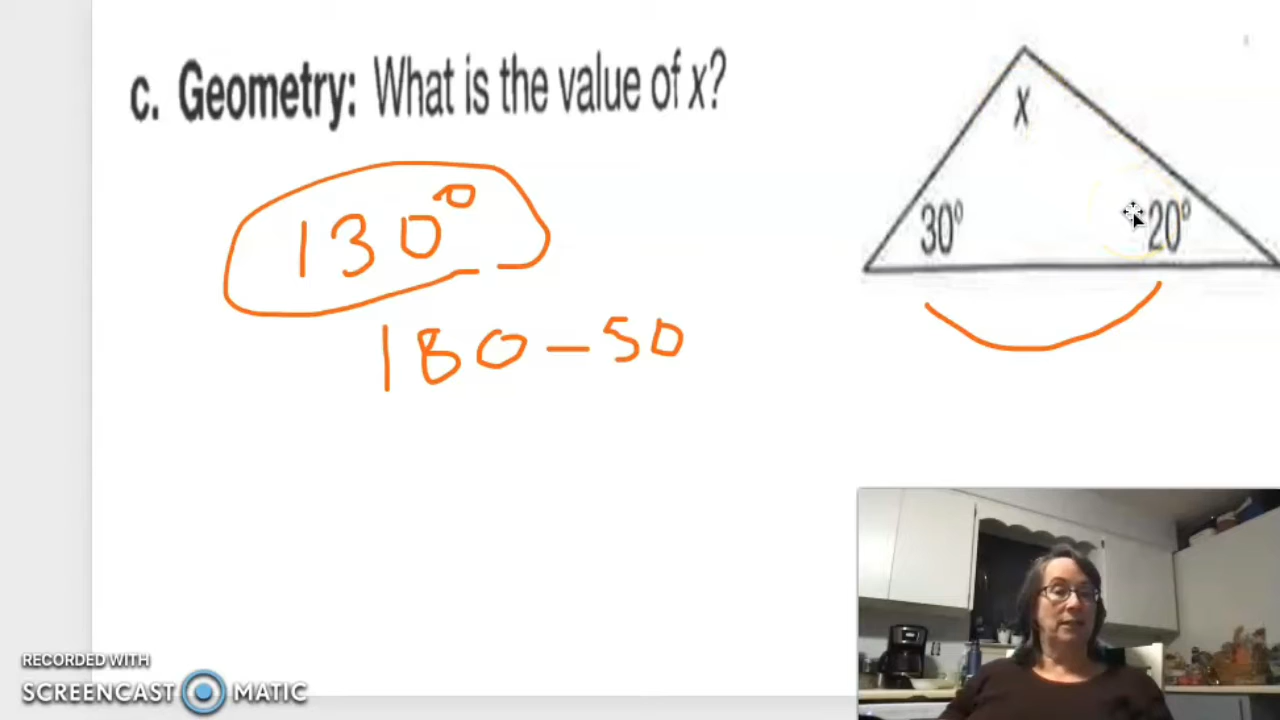 c. Geometry: What is the value of x?
x
130°
30°
20°
180-50
RECORDED WITH
SCREENCAST MATIC